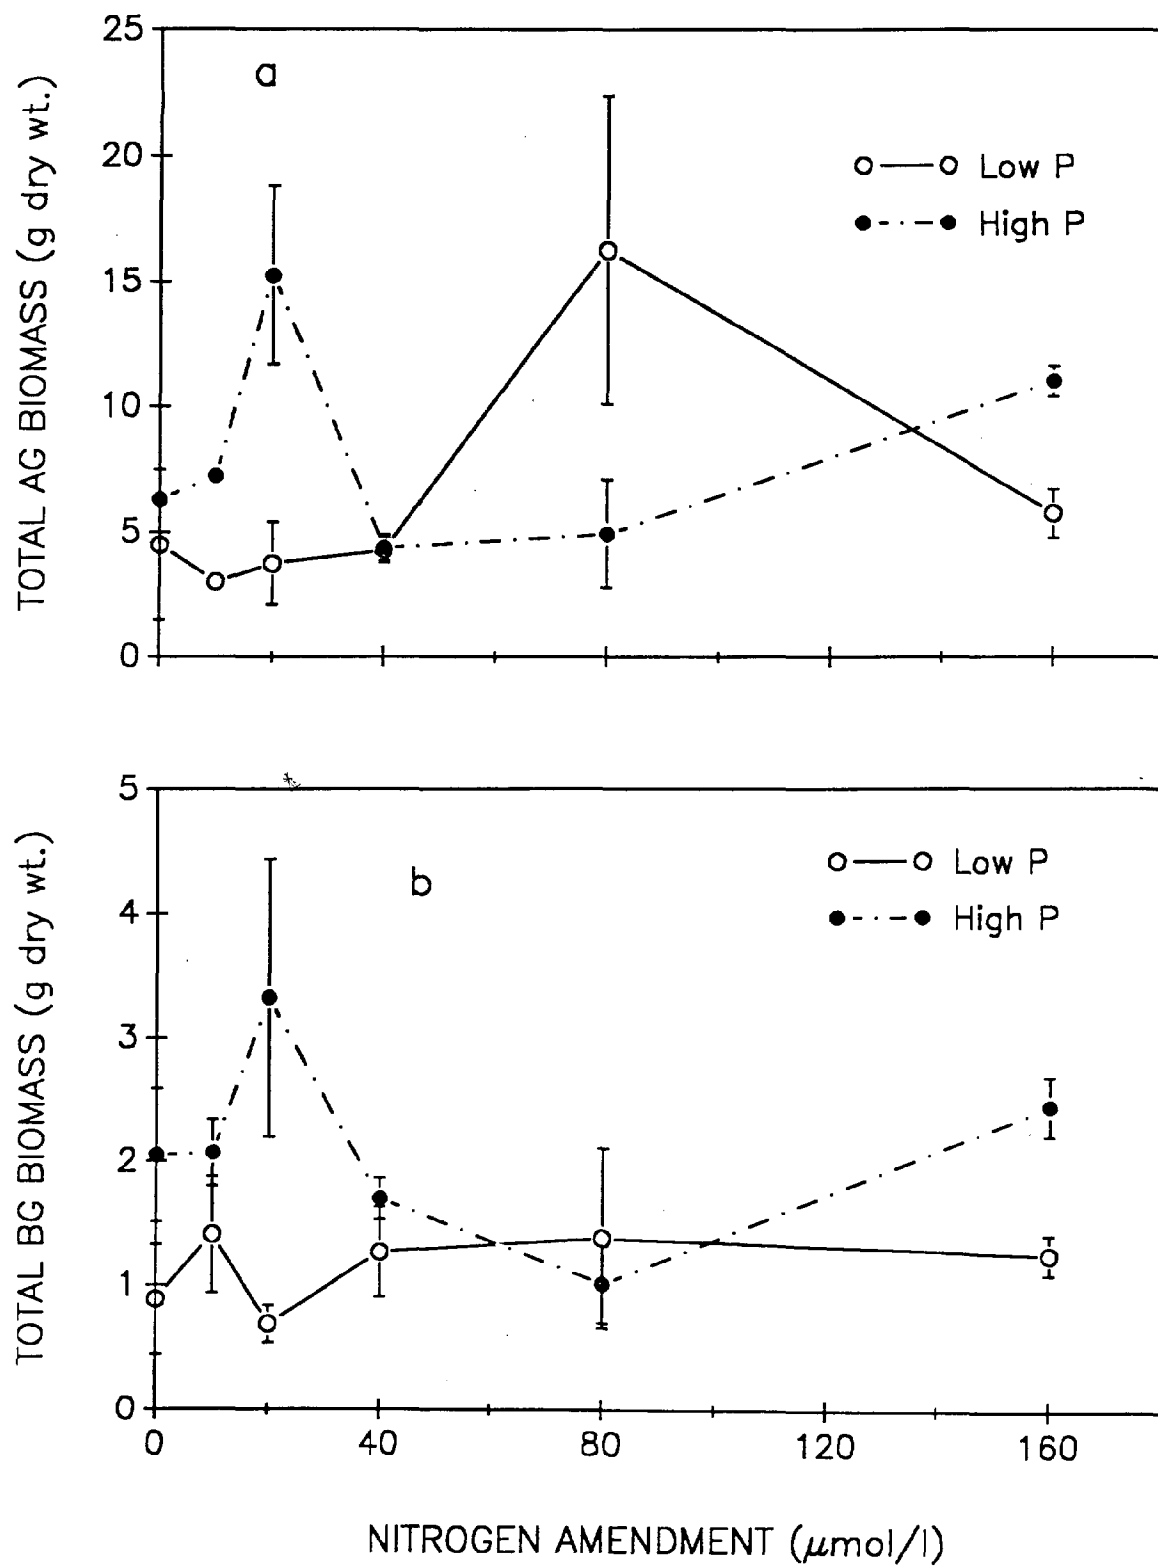 25
a
20
Low P
High P
15
10
5
0
TOTAL AG BIOMASS (g dry wt.)
5
Low P
b
4
High P
3
2
1
0
TOTAL BG BIOMASS (g dry wt.)
0 40 80 120 160
NITROGEN AMENDMENT (μmol/l)